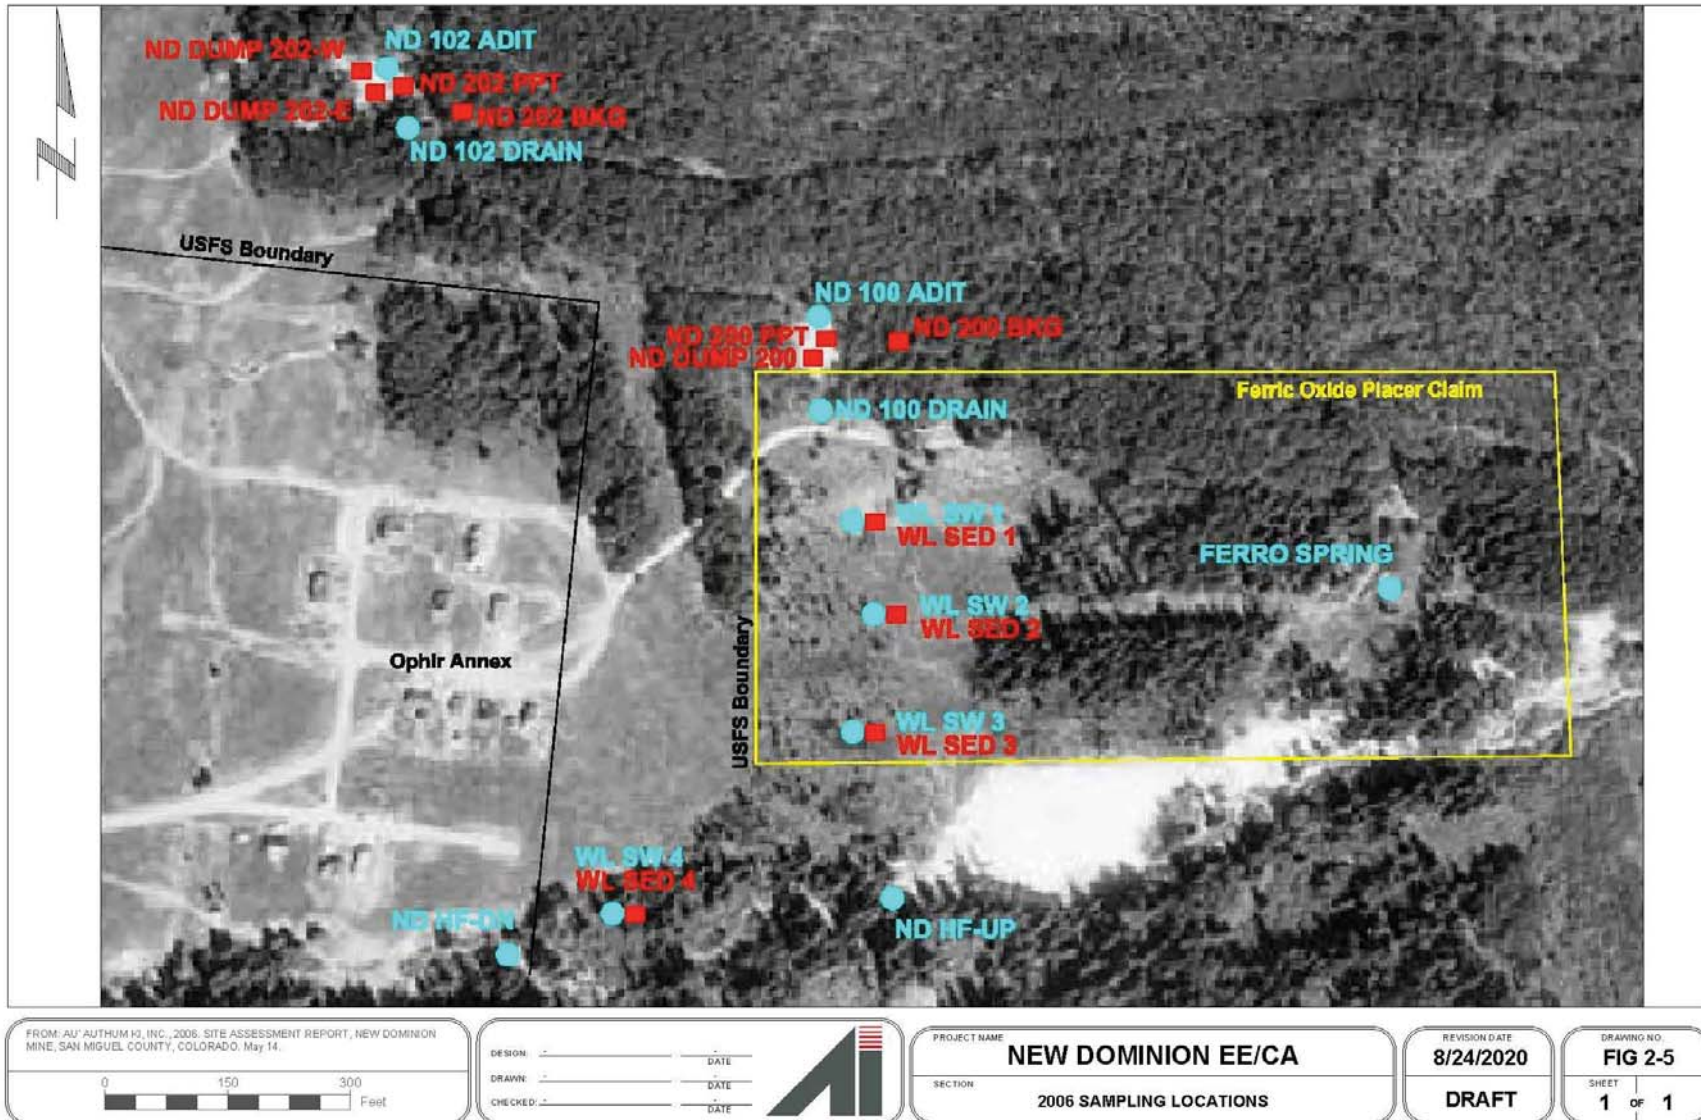 ND DUMP 202-W
ND 102 ADIT
ND 202 PPT
ND DUMP 202-E
ND 202 BKG
ND 102 DRAIN
USFS Boundary
ND 100 ADIT
ND 200 PPT
ND 200 BKG
ND DUMP 200
Ferric Oxide Placer Claim
ND 100 DRAIN
WL SW 1
WL SED 1
FERRO SPRING
WL SW 2
WL SED 2
USFS Boundary
Ophir Annex
WL SW 3
WL SED 3
WL SW 4
WL SED 4
ND HF-DN
ND HF-UP
FROM: AU' AUTHUM KI, INC., 2006. SITE ASSESSMENT REPORT, NEW DOMINION
MINE, SAN MIGUEL COUNTY, COLORADO. May 14.
0 150 300
Feet
DESIGN: - -
DATE
DRAWN: - -
DATE
CHECKED: - -
DATE
Ai
PROJECT NAME
NEW DOMINION EE/CA
SECTION
2006 SAMPLING LOCATIONS
REVISION DATE
8/24/2020
DRAFT
DRAWING NO.
FIG 2-5
SHEET
1 OF 1